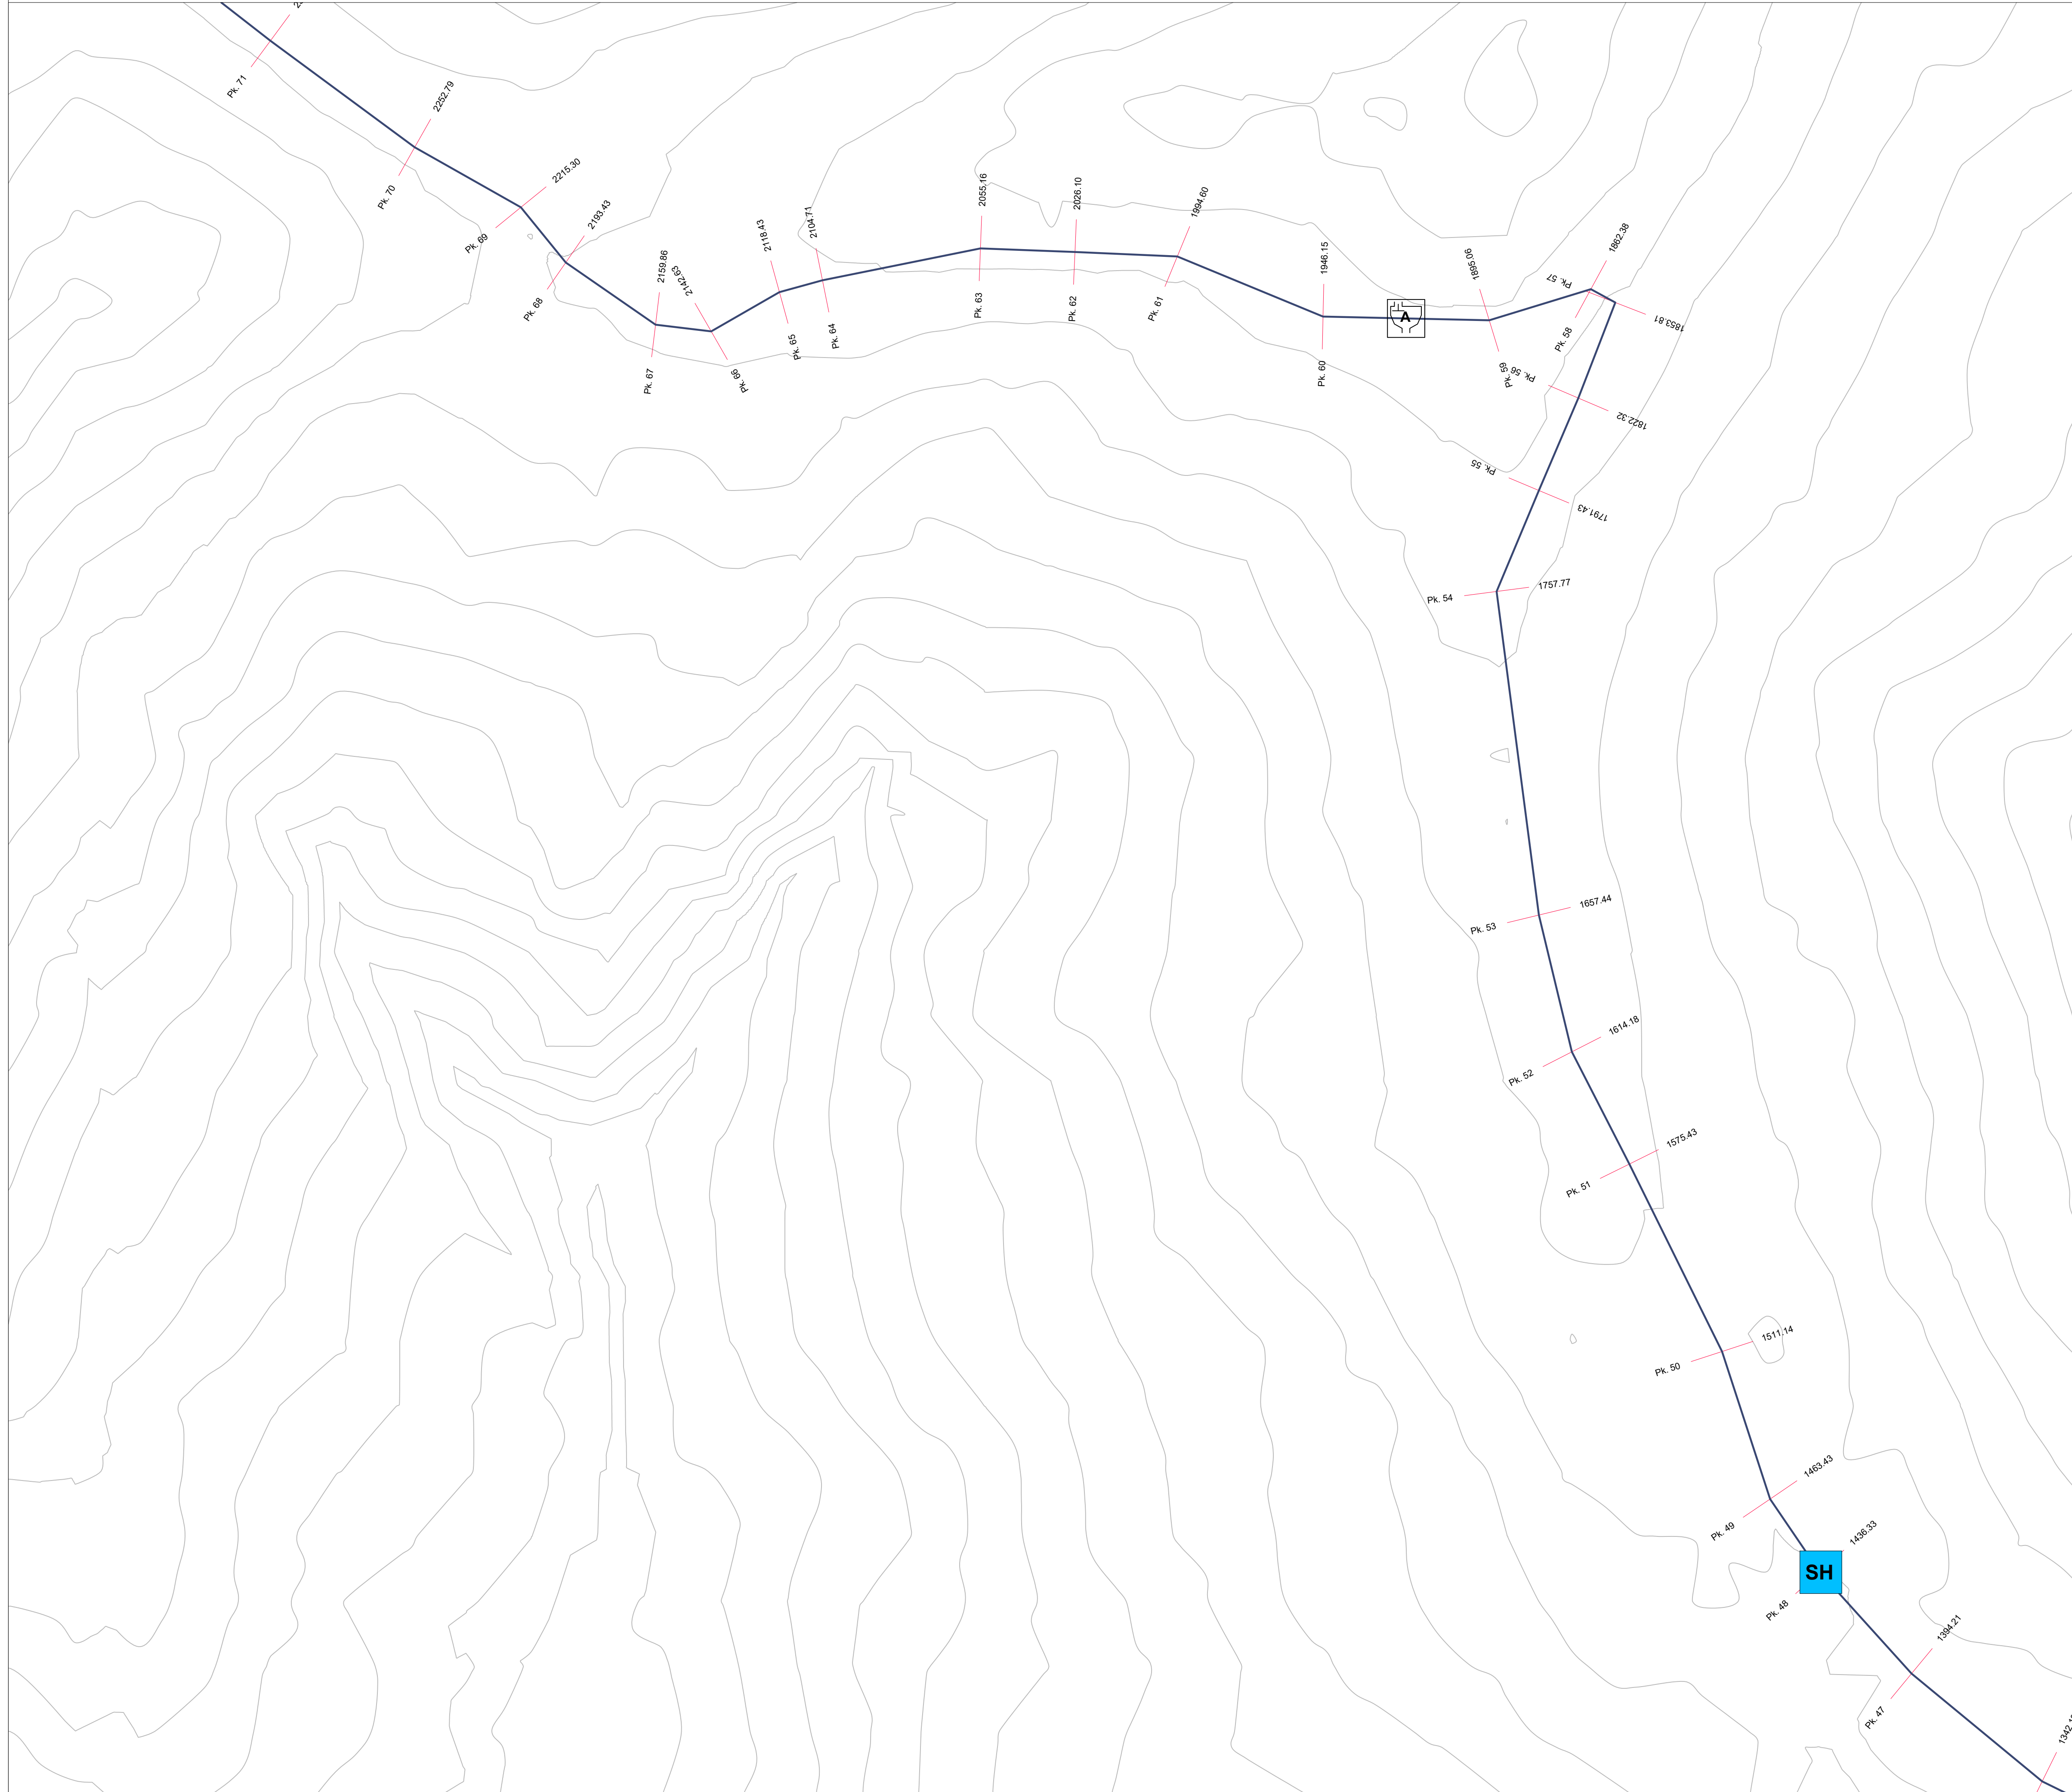 Pk. 71
2252.79
Pk. 70
2215.30
Pk. 69
2193.43
Pk. 68
2159.86
Pk. 67
2142.63
Pk. 66
2118.43
Pk. 65
2104.71
Pk. 64
2055.16
Pk. 63
2026.10
Pk. 62
1994.60
Pk. 61
1946.15
Pk. 60
A
1895.06
Pk. 59
1862.38
Pk. 58
1853.81
Pk. 57
1822.32
Pk. 56
1791.43
Pk. 55
1757.77
Pk. 54
1657.44
Pk. 53
1614.18
Pk. 52
1575.43
Pk. 51
1511.14
Pk. 50
1463.43
Pk. 49
1436.33
SH
Pk. 48
1394.21
Pk. 47